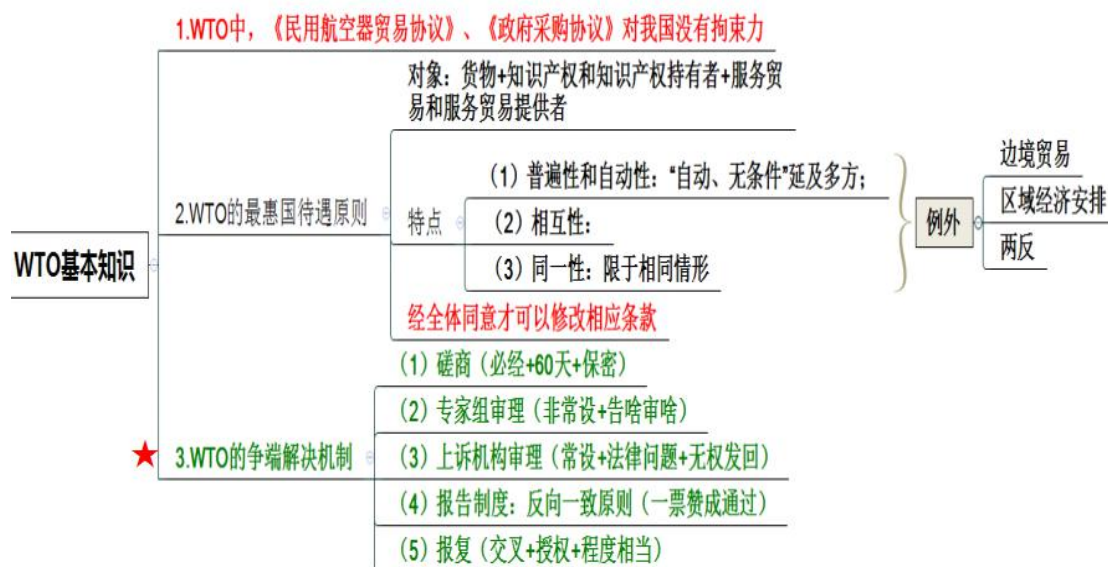 1.WTO中，《民用航空器贸易协议》、《政府采购协议》对我国没有拘束力
对象：货物+知识产权和知识产权持有者+服务贸
易和服务贸易提供者
（1）普遍性和自动性：“自动、无条件”延及多方；
边境贸易
2.WTO的最惠国待遇原则
特点
（2）相互性：
例外
区域经济安排
WTO基本知识
（3）同一性：限于相同情形
两反
经全体同意才可以修改相应条款
（1）磋商（必经+60天+保密）
（2）专家组审理（非常设+告啥审啥）
3.WTO的争端解决机制
（3）上诉机构审理（常设+法律问题+无权发回）
（4）报告制度：反向一致原则（一票赞成通过）
（5）报复（交叉+授权+程度相当）